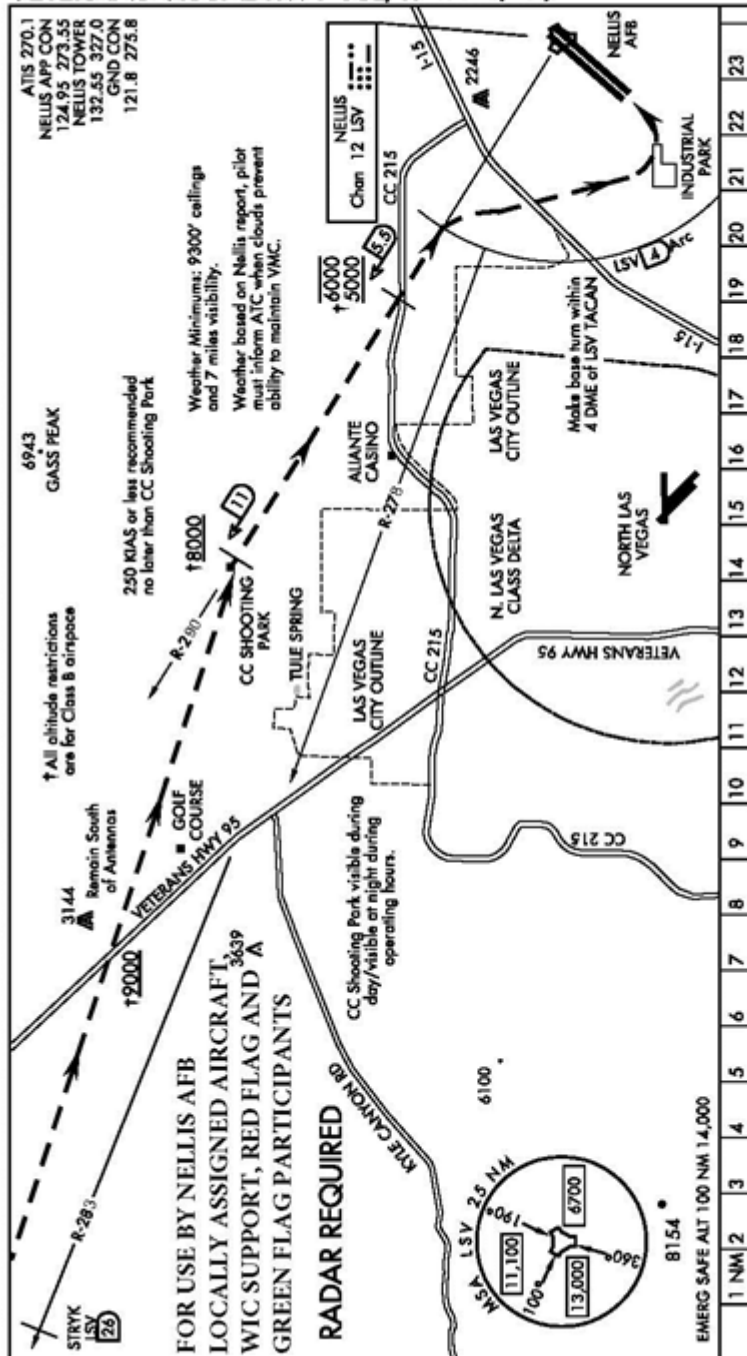 ATIS 270.1
NELLIS APP CON
124.95 273.55
NELLIS TOWER
132.55 327.0
GND CON
121.8 275.8
6943
GASS PEAK
†All altitude restrictions
are for Class B airspace
3144
Remain South
of Antennas
250 KIAS or less recommended
no later than CC Shooting Park
Weather Minimums: 9300' ceilings
and 7 miles visibility.
Weather based on Nellis report, pilot
must inform ATC when clouds prevent
ability to maintain VMC.
NELLIS
Chan 12 LSV
STRYK
LSV
26
R-283
†9000
VETERANS HWY 95
GOLF
COURSE
R-290
†8000
11
CC SHOOTING
PARK
TULE SPRING
LAS VEGAS
CITY OUTLINE
R-278
ALIANTE
CASINO
†6000
5000
5.5
CC 215
2246
I-15
NELLIS
AFB
INDUSTRIAL
PARK
LSV 4 Arc
I-15
Make base turn within
4 DME of LSV TACAN
LAS VEGAS
CITY OUTLINE
N. LAS VEGAS
CLASS DELTA
NORTH LAS
VEGAS
CC 215
VETERANS HWY 95
CC 215
FOR USE BY NELLIS AFB
LOCALLY ASSIGNED AIRCRAFT,
WIC SUPPORT, RED FLAG AND
GREEN FLAG PARTICIPANTS
3639
RADAR REQUIRED
CC Shooting Park visible during
day/visible at night during
operating hours.
KYLE CANYON RD
6100
MSA LSV 25 NM
190°
100°
360°
11,100
6700
13,000
8154
EMERG SAFE ALT 100 NM 14,000
1 NM 2 3 4 5 6 7 8 9 10 11 12 13 14 15 16 17 18 19 20 21 22 23